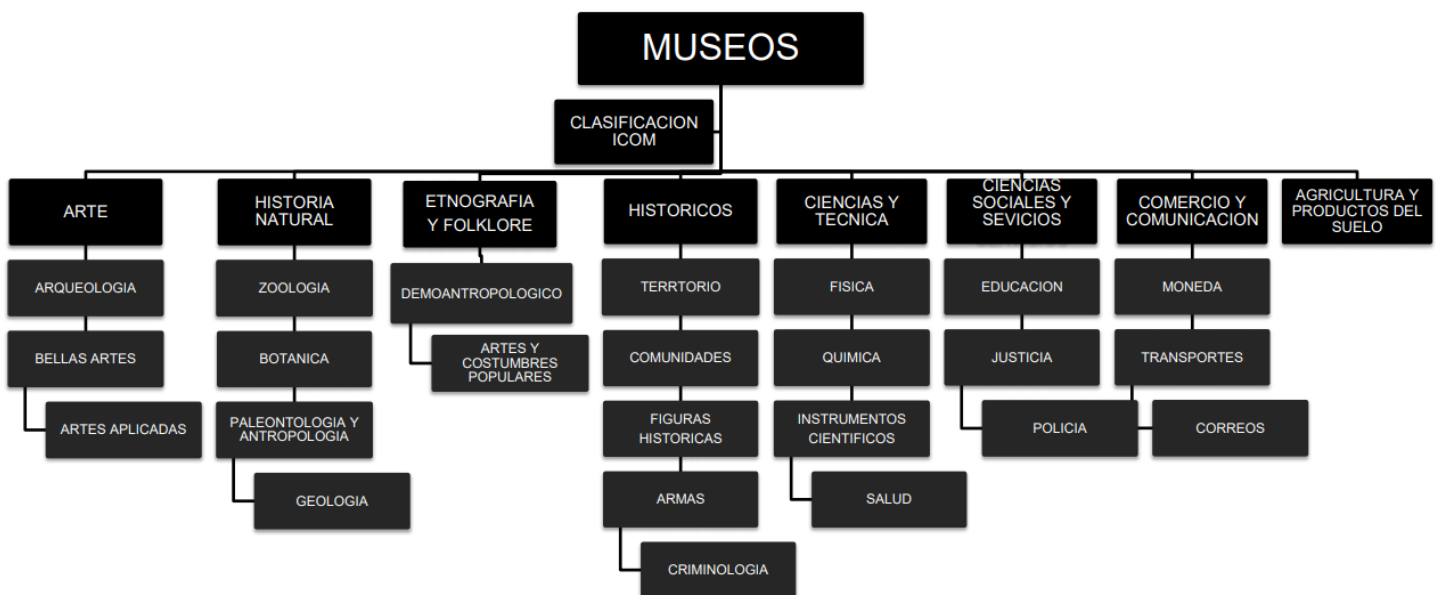 MUSEOS
CLASIFICACION
ICOM
ARTE
HISTORIA
NATURAL
ETNOGRAFIA
Y FOLKLORE
HISTÓRICOS
CIENCIAS Y
TECNICA
CIENCIAS
SOCIALES Y
SEVICIOS
COMERCIO Y
COMUNICACION
AGRICULTURA Y
PRODUCTOS DEL
SUELO
ARQUEOLOGIA
BELLAS ARTES
ARTES APLICADAS
ZOOLOGIA
BOTANICA
PALEONTOLOGIA Y
ANTROPOLOGIA
GEOLOGIA
DEMOANTROPOLOGICO
ARTES Y
COSTUMBRES
POPULARES
TERRTORIO
COMUNIDADES
FIGURAS
HISTORICAS
ARMAS
CRIMINOLOGIA
FISICA
QUIMICA
INSTRUMENTOS
CIENTIFICOS
SALUD
EDUCACION
JUSTICIA
POLICIA
MONEDA
TRANSPORTES
CORREOS